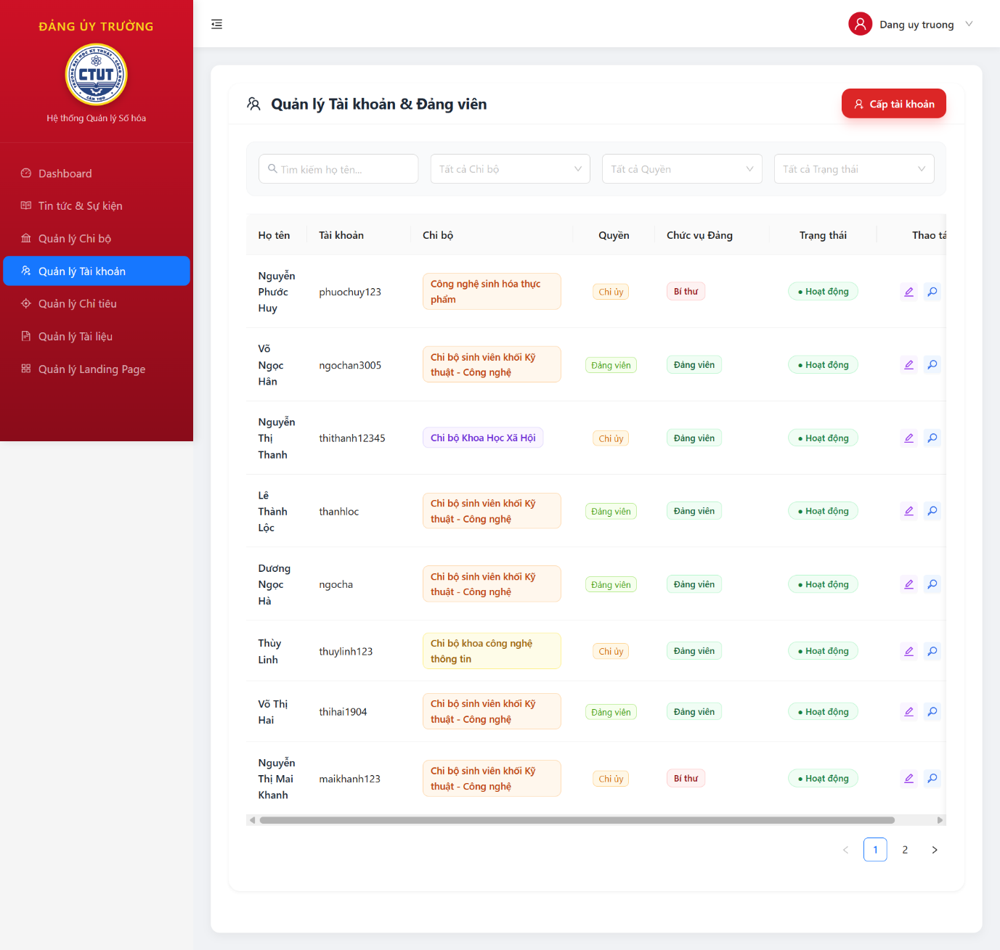 ĐẢNG ỦY TRƯỜNG
TRƯỜNG ĐẠI HỌC KỸ THUẬT - CÔNG NGHỆ
CTUT
CẦN THƠ
Hệ thống Quản lý Số hóa
Dashboard
Tin tức & Sự kiện
Quản lý Chi bộ
Quản lý Tài khoản
Quản lý Chỉ tiêu
Quản lý Tài liệu
Quản lý Landing Page
Dang uy truong
Quản lý Tài khoản & Đảng viên
Cấp tài khoản
Tìm kiếm họ tên...
Tất cả Chi bộ
Tất cả Quyền
Tất cả Trạng thái
Họ tên
Tài khoản
Chi bộ
Quyền
Chức vụ Đảng
Trạng thái
Thao tá
Nguyễn
Phước
Huy
phuochuy123
Công nghệ sinh hóa thực
phẩm
Chi ủy
Bí thư
Hoạt động
Võ
Ngọc
Hân
ngochan3005
Chi bộ sinh viên khối Kỹ
thuật - Công nghệ
Đảng viên
Đảng viên
Hoạt động
Nguyễn
Thị
Thanh
thithanh12345
Chi bộ Khoa Học Xã Hội
Chi ủy
Đảng viên
Hoạt động
Lê
Thành
Lộc
thanhloc
Chi bộ sinh viên khối Kỹ
thuật - Công nghệ
Đảng viên
Đảng viên
Hoạt động
Dương
Ngọc
Hà
ngocha
Chi bộ sinh viên khối Kỹ
thuật - Công nghệ
Đảng viên
Đảng viên
Hoạt động
Thùy
Linh
thuylinh123
Chi bộ khoa công nghệ
thông tin
Chi ủy
Đảng viên
Hoạt động
Võ Thị
Hai
thihai1904
Chi bộ sinh viên khối Kỹ
thuật - Công nghệ
Đảng viên
Đảng viên
Hoạt động
Nguyễn
Thị Mai
Khanh
maikhanh123
Chi bộ sinh viên khối Kỹ
thuật - Công nghệ
Chi ủy
Bí thư
Hoạt động
1
2